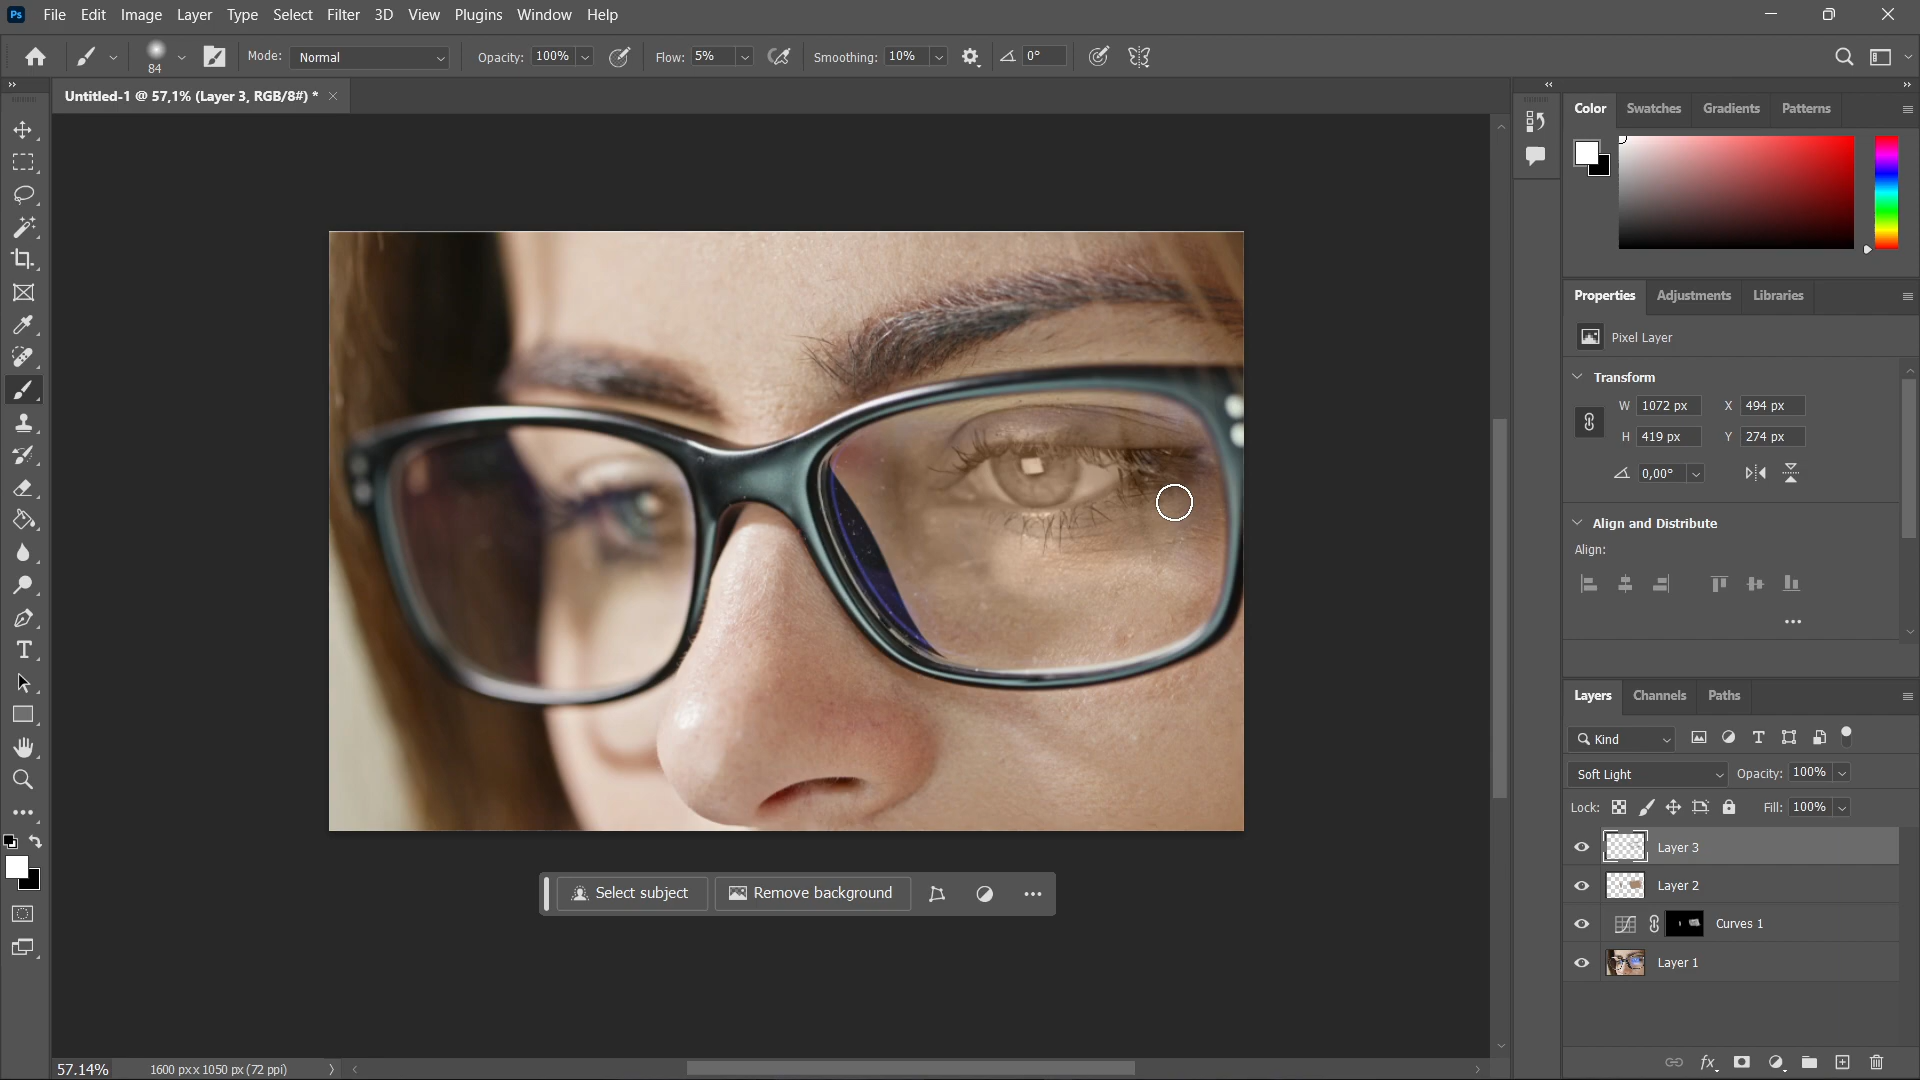 Ps File Edit Image Layer Type Select Filter 3D View Plugins Window Help
84 Mode: Normal Opacity: 100% Flow: 5% Smoothing: 10% 0°
Untitled-1 @ 57,1% (Layer 3, RGB/8#) *
Color Swatches Gradients Patterns
Properties Adjustments Libraries
Pixel Layer
Transform
W 1072 px X 494 px
H 419 px Y 274 px
0,00°
Align and Distribute
Align:
Layers Channels Paths
Kind
Soft Light Opacity: 100%
Lock: Fill: 100%
Layer 3
Layer 2
Curves 1
Layer 1
Select subject Remove background
57.14% 1600 px x 1050 px (72 ppi)